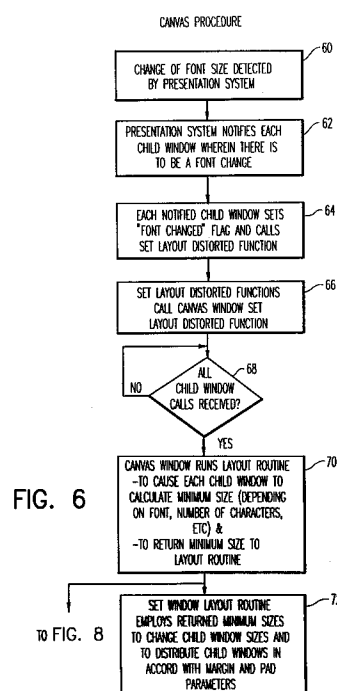 CANVAS PROCEDURE
60
CHANGE OF FONT SIZE DETECTED
BY PRESENTATION SYSTEM
62
PRESENTATION SYSTEM NOTIFIES EACH
CHILD WINDOW WHEREIN THERE IS
TO BE A FONT CHANGE
64
EACH NOTIFIED CHILD WINDOW SETS
"FONT CHANGED" FLAG AND CALLS
SET LAYOUT DISTORTED FUNCTION
66
SET LAYOUT DISTORTED FUNCTIONS
CALL CANVAS WINDOW SET
LAYOUT DISTORTED FUNCTION
68
ALL
CHILD WINDOW
CALLS RECEIVED?
NO
YES
70
CANVAS WINDOW RUNS LAYOUT ROUTINE
-TO CAUSE EACH CHILD WINDOW TO
CALCULATE MINIMUM SIZE (DEPENDING
ON FONT, NUMBER OF CHARACTERS,
ETC) &
-TO RETURN MINIMUM SIZE TO
LAYOUT ROUTINE
FIG. 6
TO FIG. 8
SET WINDOW LAYOUT ROUTINE
EMPLOYS RETURNED MINIMUM SIZES
TO CHANGE CHILD WINDOW SIZES AND
TO DISTRIBUTE CHILD WINDOWS IN
ACCORD WITH MARGIN AND PAD
PARAMETERS